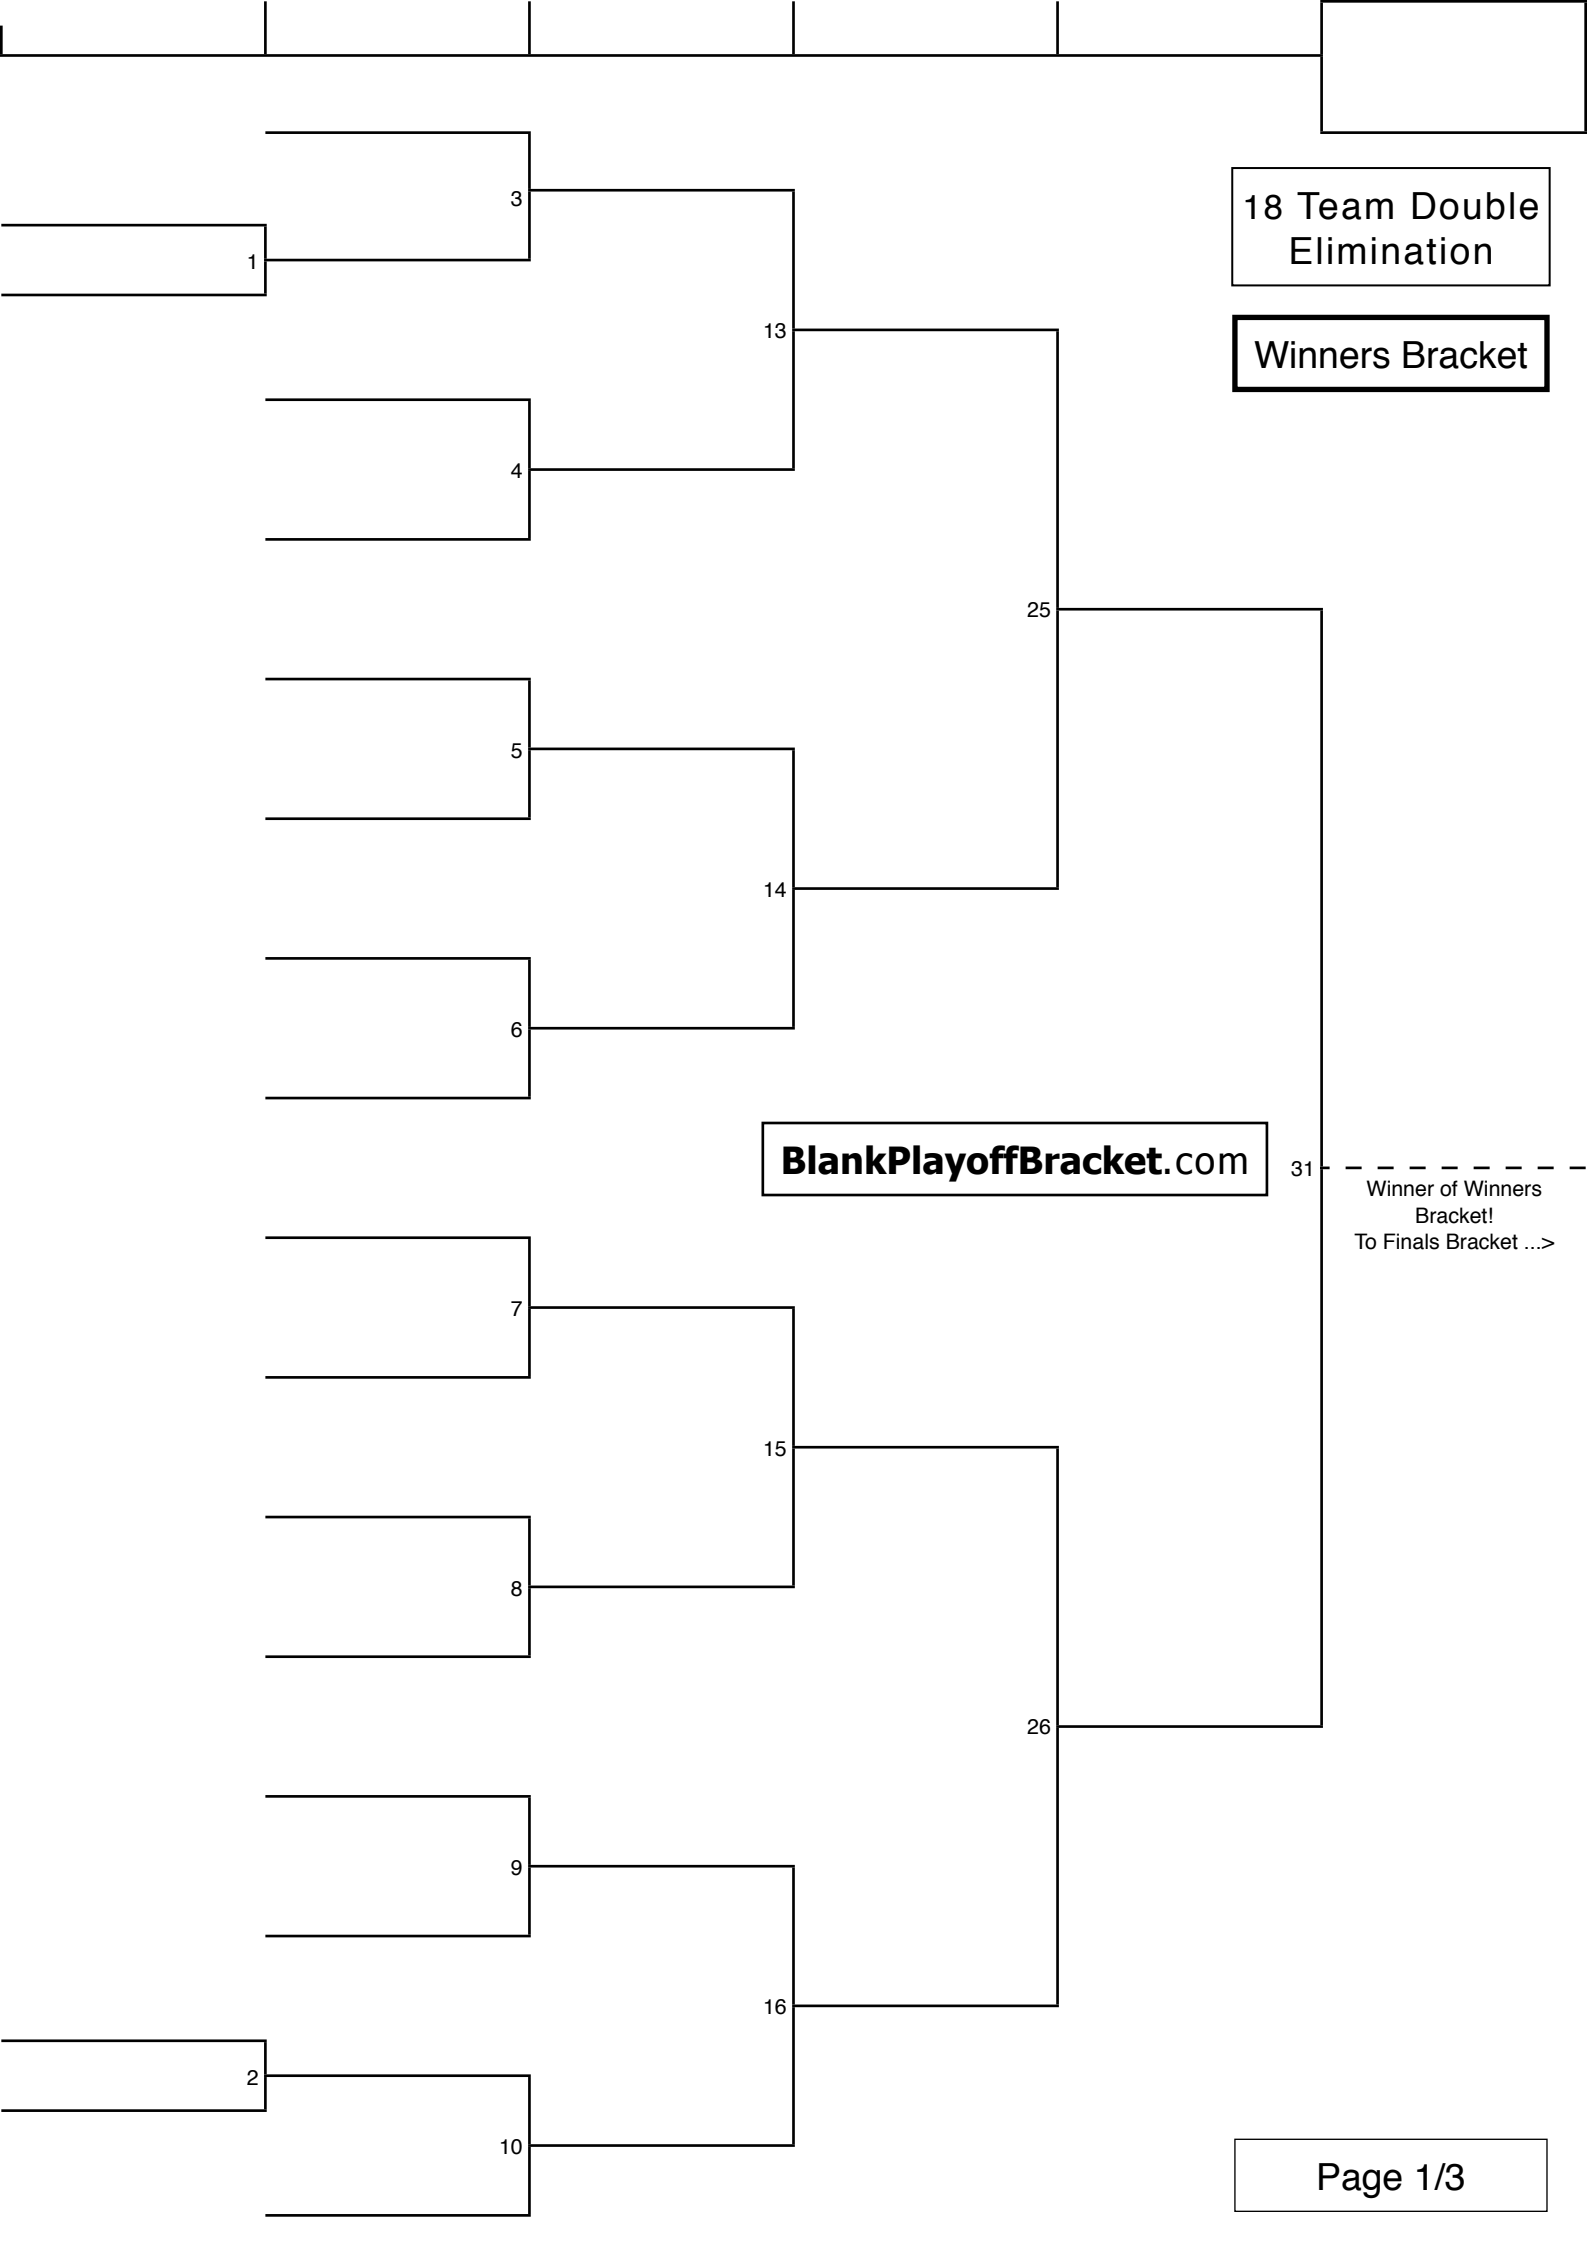 3
18 Team Double
Elimination
1
13
Winners Bracket
4
25
5
14
6
BlankPlayoffBracket.com
31
Winner of Winners
Bracket!
To Finals Bracket ...>
7
15
8
26
9
16
2
10
Page 1/3